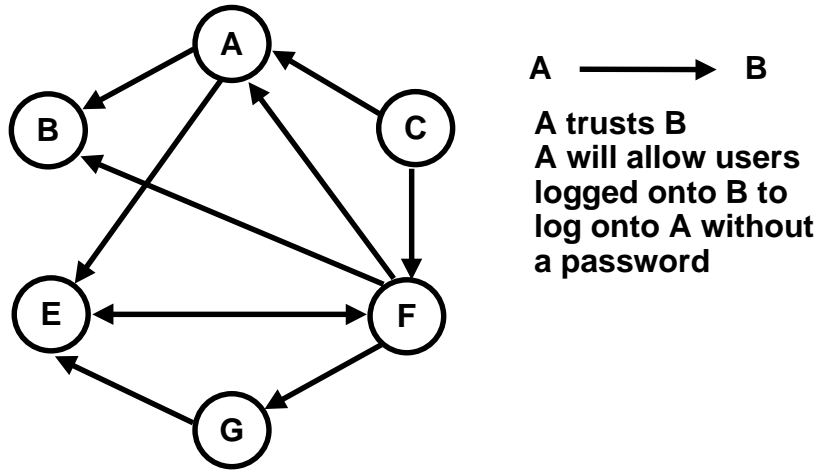 A
B
C
E
F
G
A B
A trusts B
A will allow users
logged onto B to
log onto A without
a password